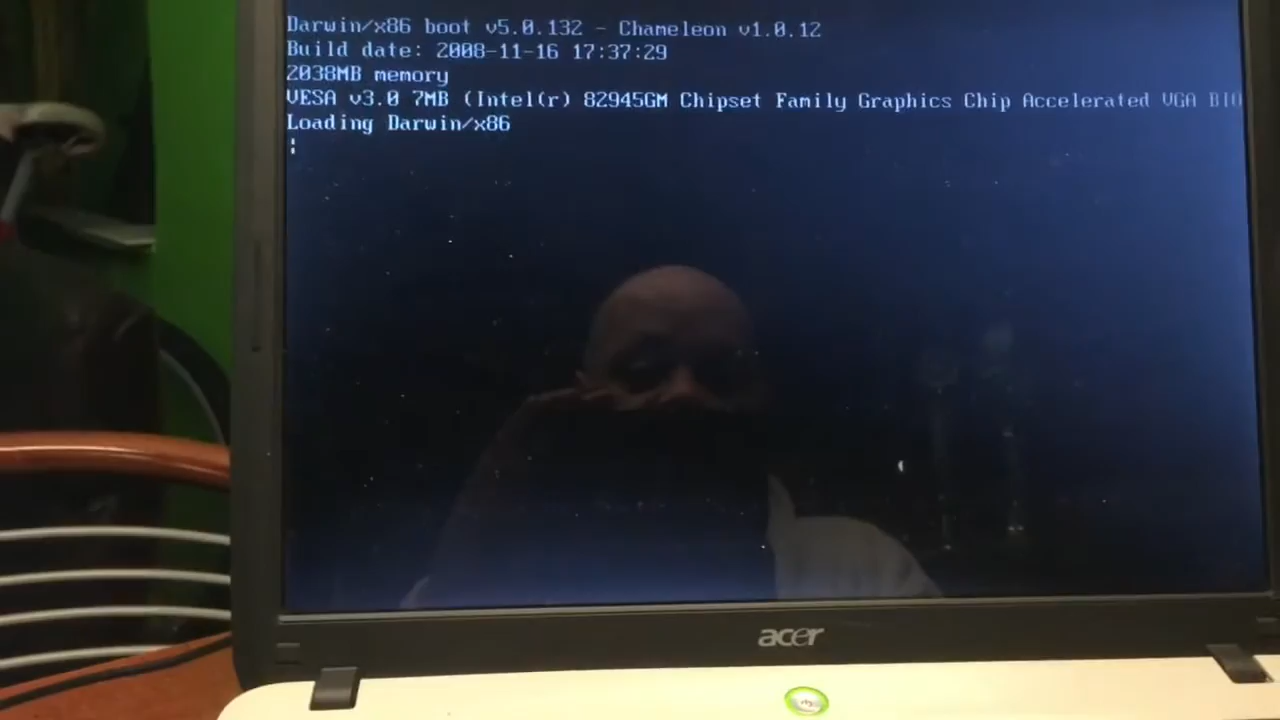 Darwin/x86 boot v5.0.132 - Chameleon v1.0.12
Build date: 2008-11-16 17:37:29
2038MB memory
VESA v3.0 7MB (Intel(r) 82945GM Chipset Family Graphics Chip Accelerated VGA BIO
Loading Darwin/x86
acer